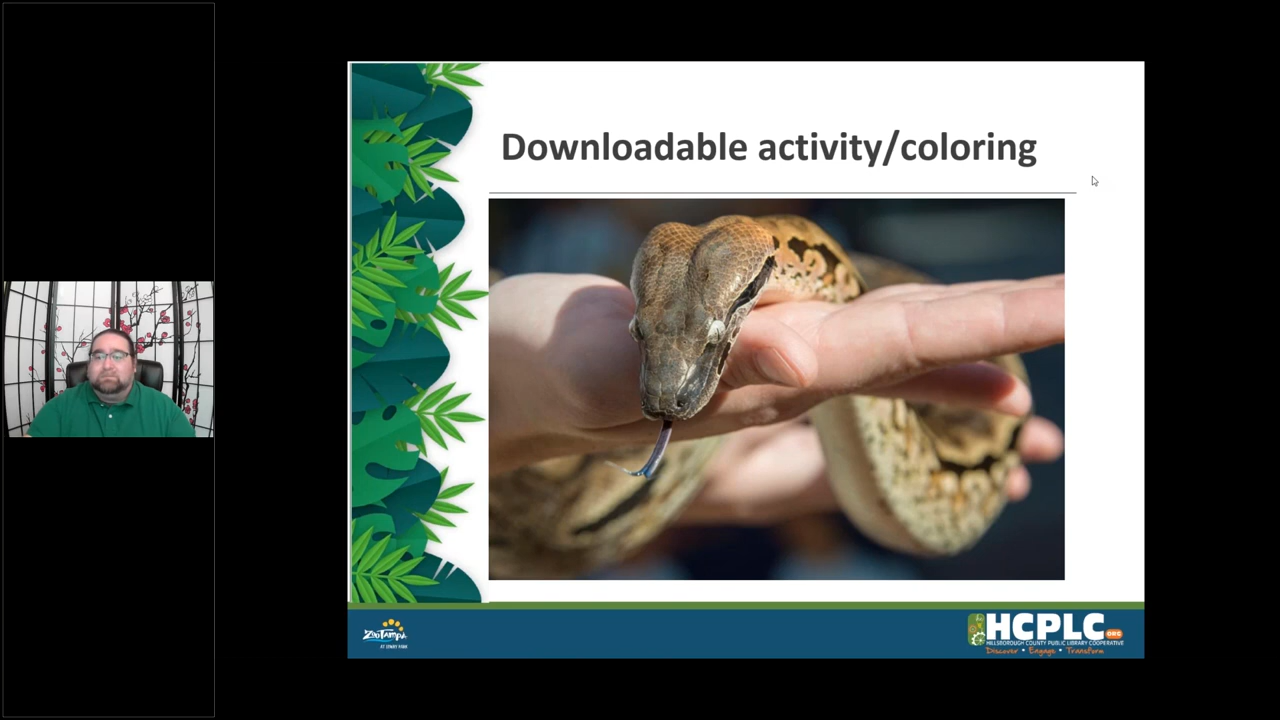 Downloadable activity/coloring
ZooTampa
AT LOWRY PARK
HCPLC.ORG
HILLSBOROUGH COUNTY PUBLIC LIBRARY COOPERATIVE
Discover • Engage • Transform